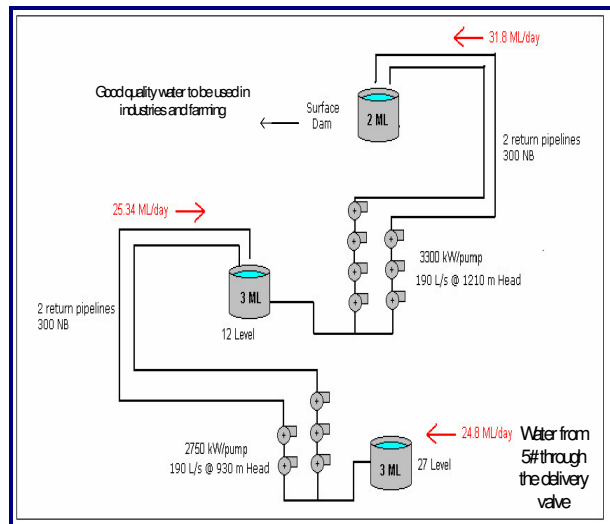 31.8 ML/day
Good quality water to be used in
industries and farming
Surface
Dam
2 ML
2 return pipelines
300 NB
25.34 ML/day
3300 kW/pump
190 L/s @ 1210 m Head
3 ML
12 Level
2 return pipelines
300 NB
2750 kW/pump
190 L/s @ 930 m Head
24.8 ML/day
3 ML
27 Level
Water from
5# through
the delivery
valve